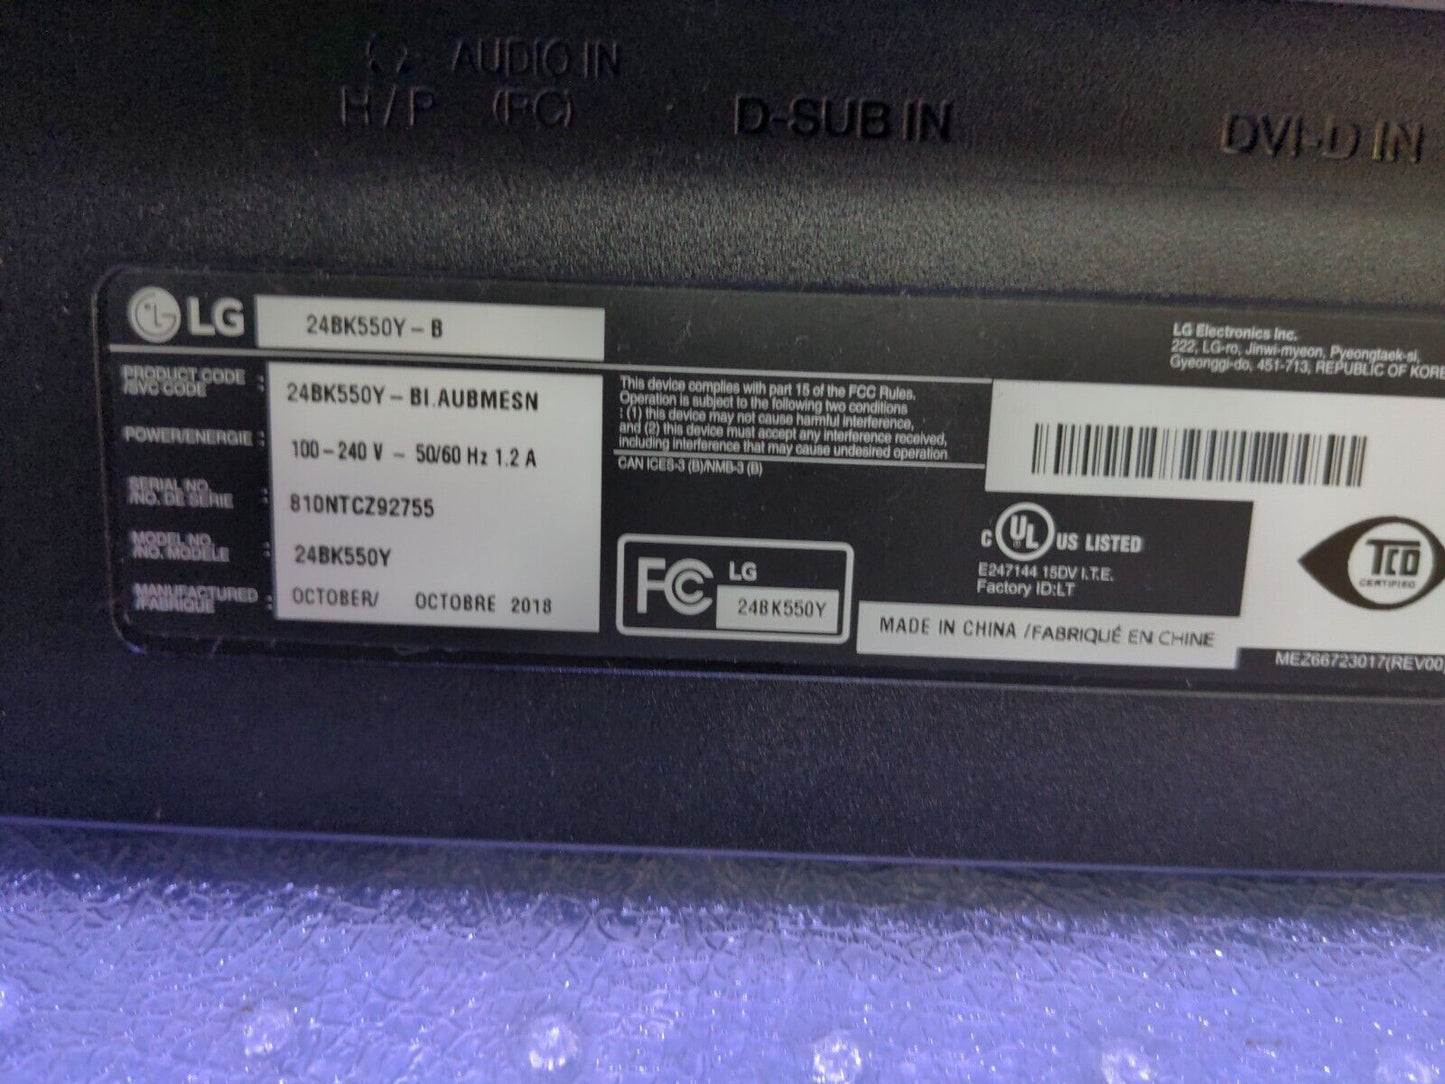 AUDIO IN
H/P (PC) D-SUB IN DVI-D IN
LG 24BK550Y-B
LG Electronics Inc.
222, LG-ro, Jinwi-myeon, Pyeongtaek-si,
Gyeonggi-do, 451-713, REPUBLIC OF KORE
PRODUCT CODE
/SVC CODE : 24BK550Y-BI.AUBMESN
POWER/ENERGIE : 100-240 V ~ 50/60 Hz 1.2 A
SERIAL NO.
/NO. DE SÉRIE : 810NTCZ92755
MODEL NO.
/NO. MODÈLE : 24BK550Y
MANUFACTURED
/FABRIQUÉ : OCTOBER/ OCTOBRE 2018
This device complies with part 15 of the FCC Rules.
Operation is subject to the following two conditions
: (1) this device may not cause harmful interference,
and (2) this device must accept any interference received,
including interference that may cause undesired operation.
CAN ICES-3 (B)/NMB-3 (B)
FC LG
24BK550Y
C UL US LISTED
E247144 15DV I.T.E.
Factory ID:LT
MADE IN CHINA /FABRIQUÉ EN CHINE
TCO
CERTIFIED
MEZ66723017(REV00